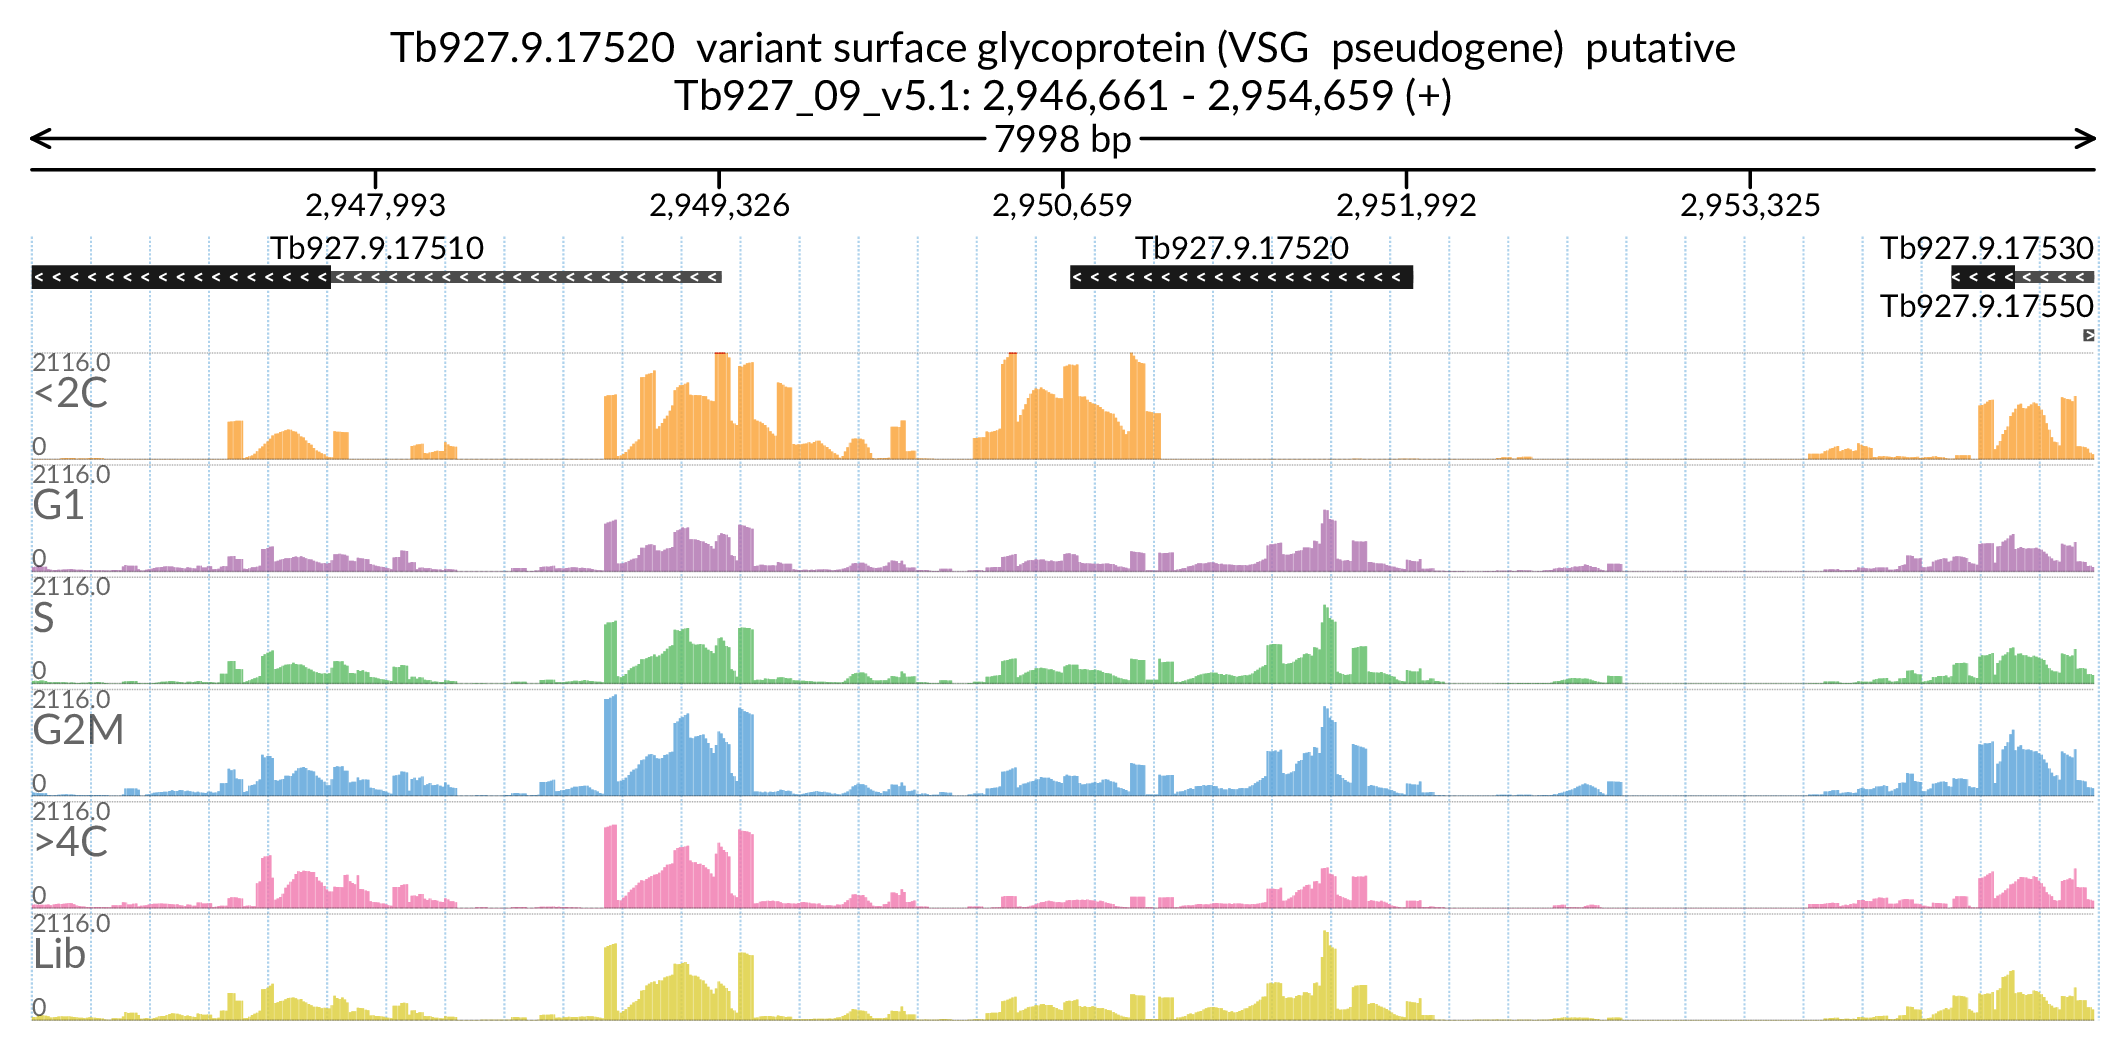 Tb927.9.17520 variant surface glycoprotein (VSG pseudogene) putative
Tb927_09_v5.1: 2,946,661 - 2,954,659 (+)
7998 bp
2,947,993 2,949,326 2,950,659 2,951,992 2,953,325
Tb927.9.17510 Tb927.9.17520 Tb927.9.17530
Tb927.9.17550
2116.0
<2C
0
2116.0
G1
0
2116.0
S
0
2116.0
G2M
0
2116.0
>4C
0
2116.0
Lib
0